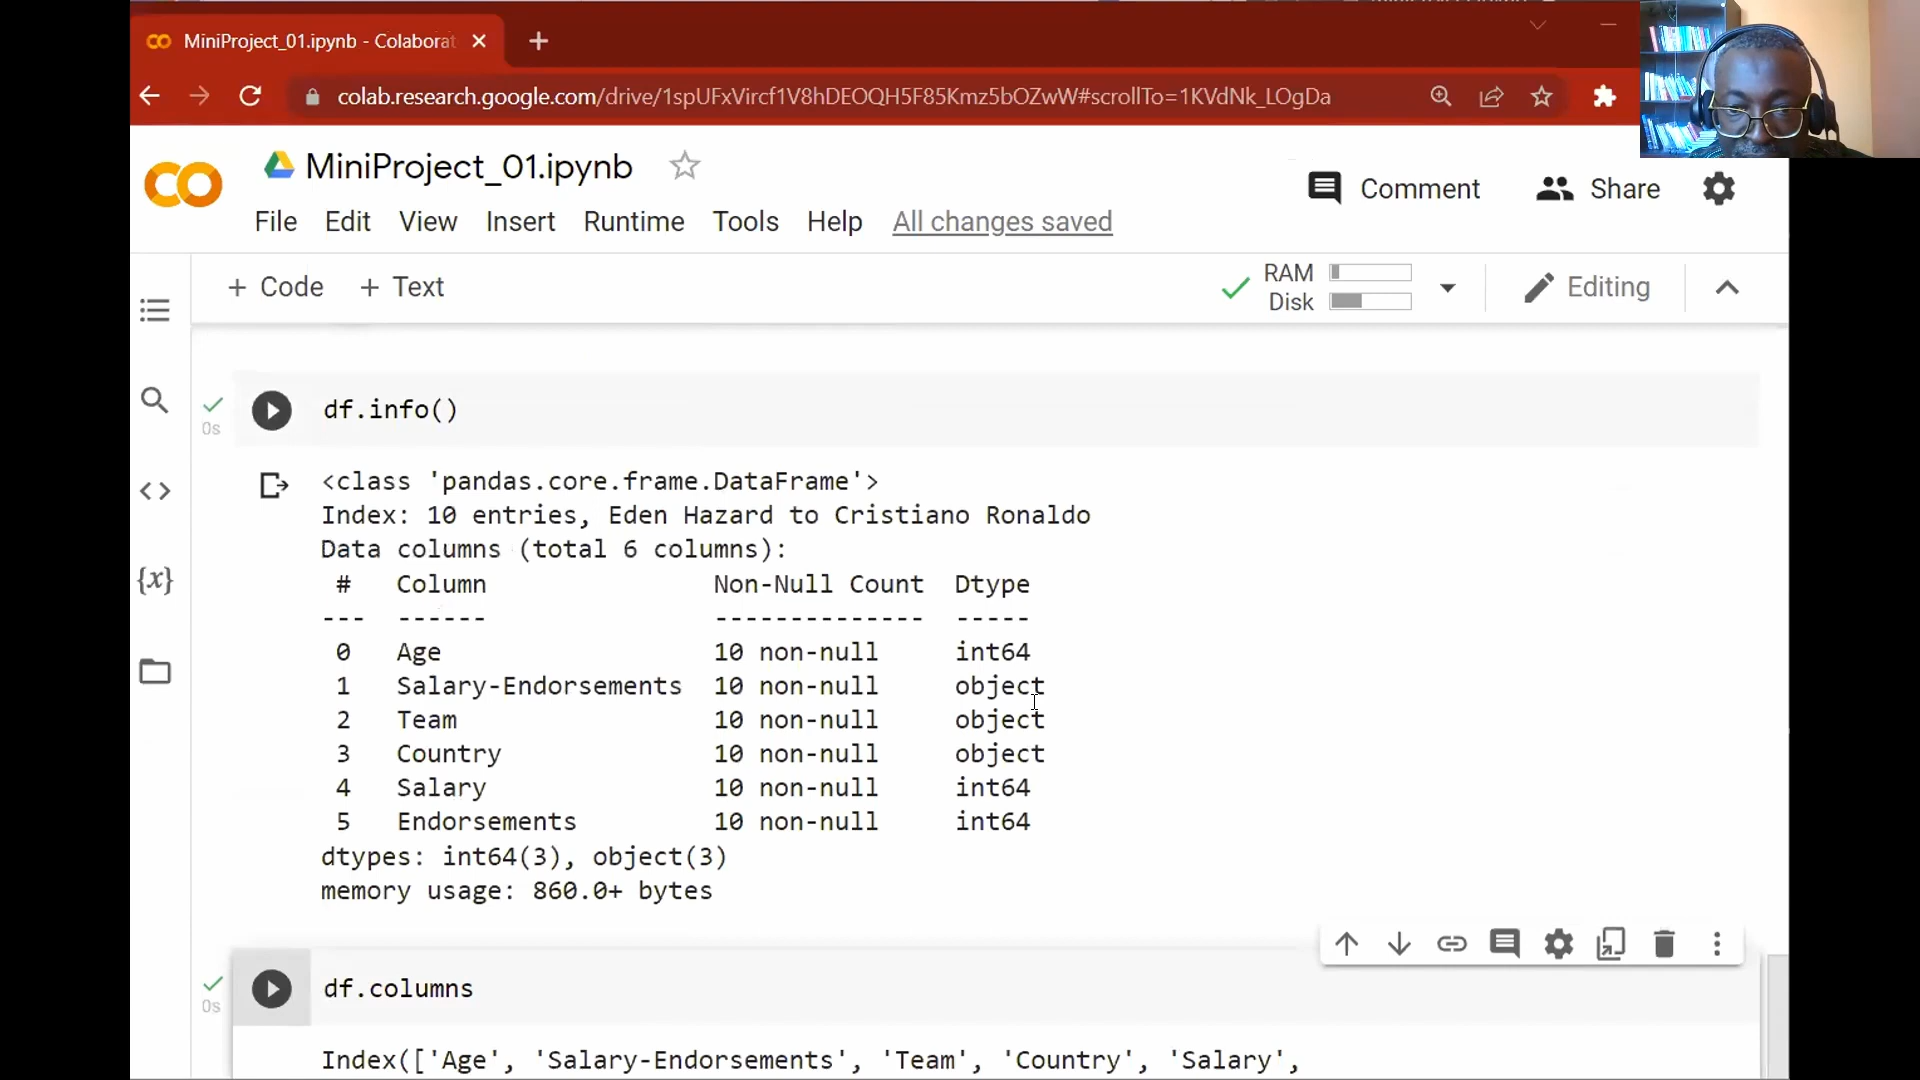 MiniProject_01.ipynb - Colaborat
colab.research.google.com/drive/1spUFxVircf1V8hDEOQH5F85Kmz5bOZwW#scrollTo=1KVdNk_LOgDa
MiniProject_01.ipynb
Comment Share
File Edit View Insert Runtime Tools Help All changes saved
+ Code + Text RAM Disk Editing
0s
df.info()
<class 'pandas.core.frame.DataFrame'>
Index: 10 entries, Eden Hazard to Cristiano Ronaldo
Data columns (total 6 columns):
# Column Non-Null Count Dtype
--- ------ -------------- -----
0 Age 10 non-null int64
1 Salary-Endorsements 10 non-null object
2 Team 10 non-null object
3 Country 10 non-null object
4 Salary 10 non-null int64
5 Endorsements 10 non-null int64
dtypes: int64(3), object(3)
memory usage: 860.0+ bytes
0s
df.columns
Index(['Age', 'Salary-Endorsements', 'Team', 'Country', 'Salary',